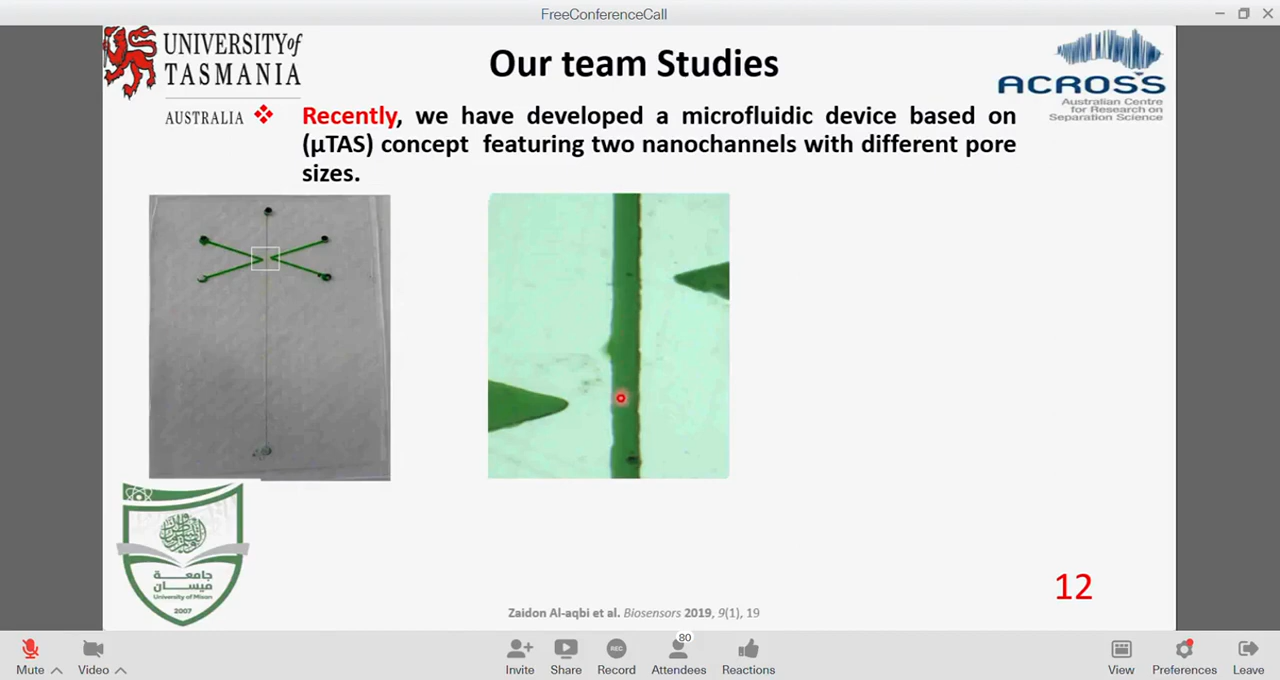 FreeConferenceCall
UNIVERSITY of
TASMANIA
AUSTRALIA
Our team Studies
ACROSS
Australian Centre
for Research on
Separation Science
Recently, we have developed a microfluidic device based on
(µTAS) concept featuring two nanochannels with different pore
sizes.
جامعة
ميسان
University of Misan
2007
12
Zaidon Al-aqbi et al. Biosensors 2019, 9(1), 19
80
REC
Mute
Video
Invite
Share
Record
Attendees
Reactions
View
Preferences
Leave